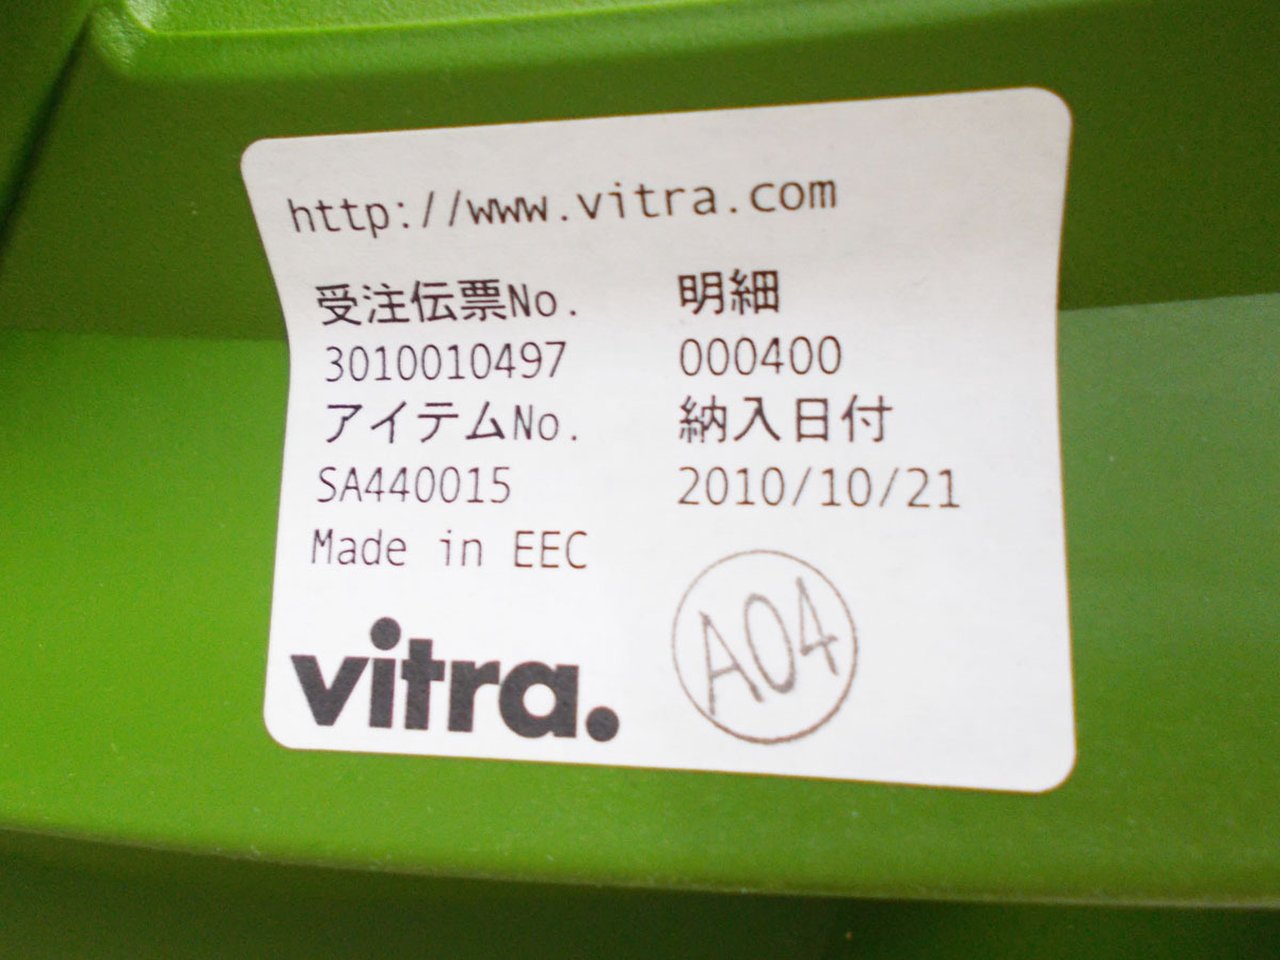 http://www.vitra.com
受注伝票No. 明細
3010010497 000400
アイテムNo. 納入日付
SA440015 2010/10/21
Made in EEC
vitra. A04